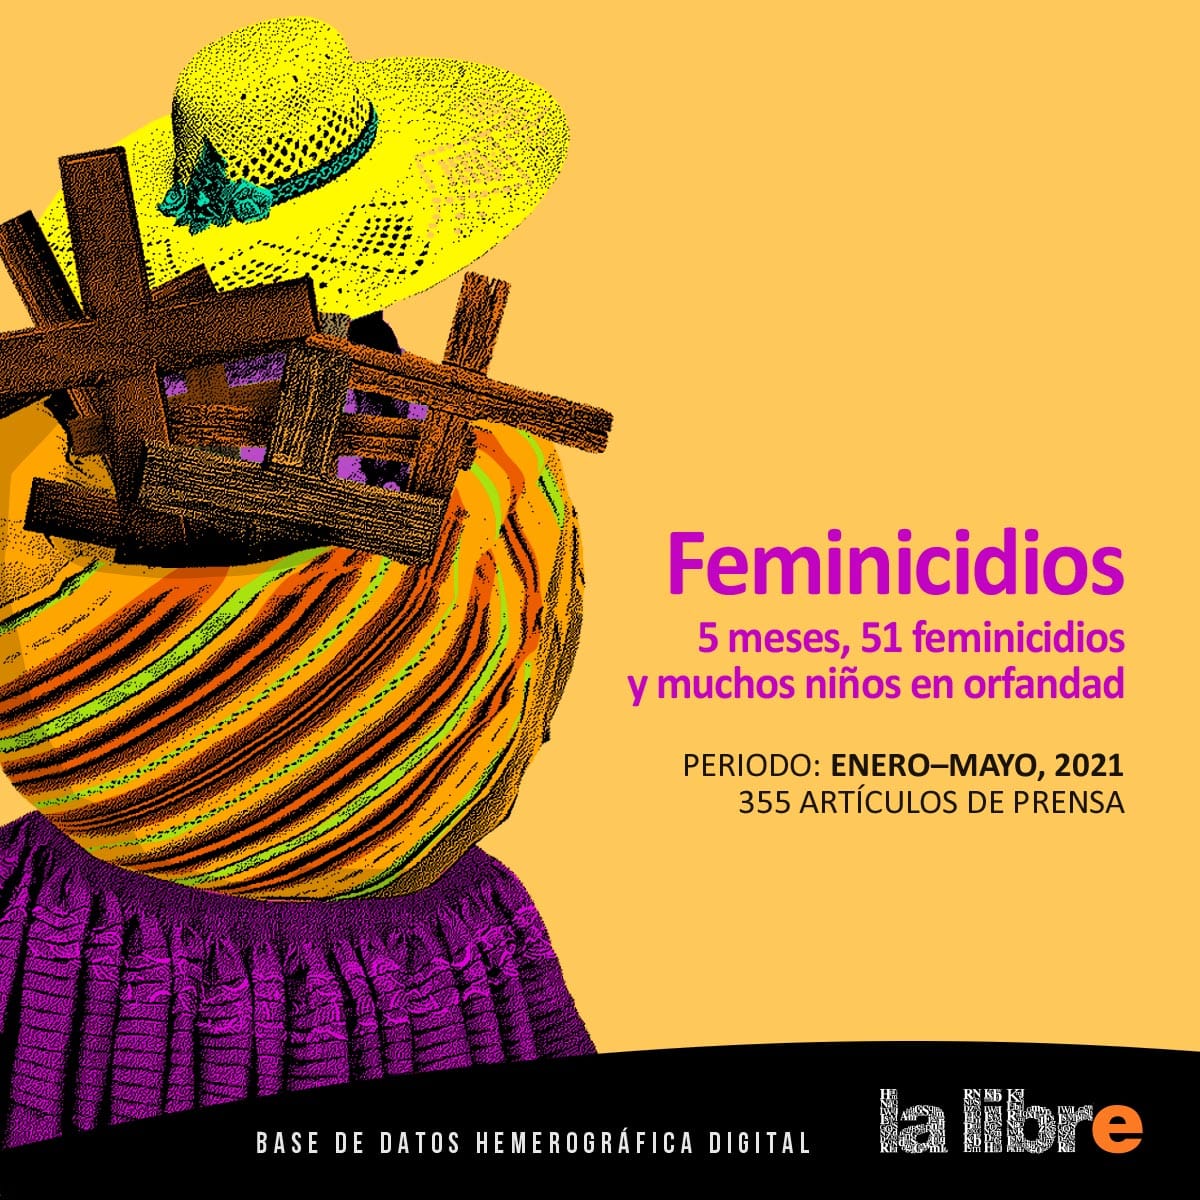 Feminicidios
5 meses, 51 feminicidios
y muchos niños en orfandad
PERIODO: ENERO–MAYO, 2021
355 ARTÍCULOS DE PRENSA
BASE DE DATOS HEMEROGRÁFICA DIGITAL
la libre